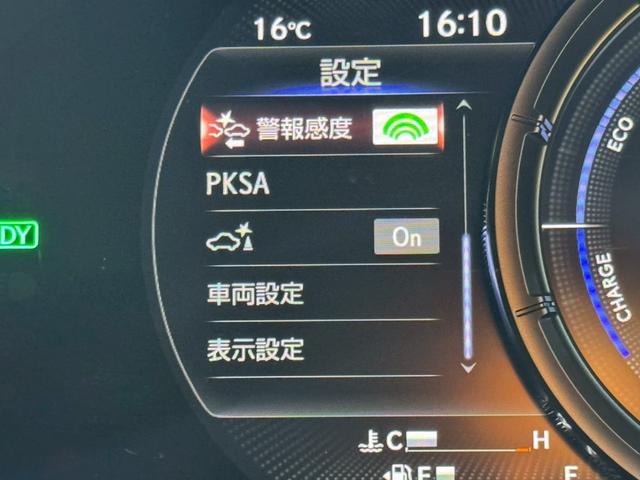 16℃ 16:10
設定
警報感度
PKSA
On
車両設定
表示設定
DY
ECO
CHARGE
C H
E F